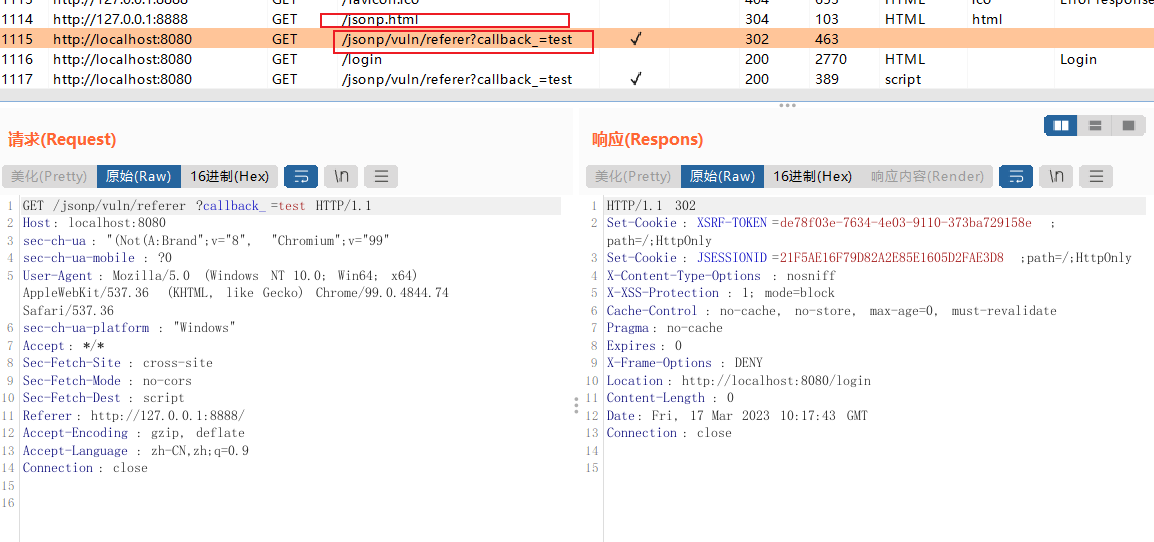 1113 http://127.0.0.1:8888 GET /favicon.ico 404 693 HTML ico Error response
1114 http://127.0.0.1:8888 GET /jsonp.html 304 103 HTML html
1115 http://localhost:8080 GET /jsonp/vuln/referer?callback_=test ✓ 302 463
1116 http://localhost:8080 GET /login 200 2770 HTML Login
1117 http://localhost:8080 GET /jsonp/vuln/referer?callback_=test ✓ 200 389 script
请求(Request)
美化(Pretty) 原始(Raw) 16进制(Hex) \n
1 GET /jsonp/vuln/referer ?callback_ =test HTTP/1.1
2 Host: localhost:8080
3 sec-ch-ua : "(Not(A:Brand";v="8", "Chromium";v="99"
4 sec-ch-ua-mobile : ?0
5 User-Agent : Mozilla/5.0 (Windows NT 10.0; Win64; x64)
AppleWebKit/537.36 (KHTML, like Gecko) Chrome/99.0.4844.74
Safari/537.36
6 sec-ch-ua-platform : "Windows"
7 Accept : */*
8 Sec-Fetch-Site : cross-site
9 Sec-Fetch-Mode : no-cors
10 Sec-Fetch-Dest : script
11 Referer : http://127.0.0.1:8888/
12 Accept-Encoding : gzip, deflate
13 Accept-Language : zh-CN,zh;q=0.9
14 Connection : close
15
16
响应(Respons)
美化(Pretty) 原始(Raw) 16进制(Hex) 响应内容(Render) \n
1 HTTP/1.1 302
2 Set-Cookie : XSRF-TOKEN =de78f03e-7634-4e03-9110-373ba729158e ;
path=/;HttpOnly
3 Set-Cookie : JSESSIONID =21F5AE16F79D82A2E85E1605D2FAE3D8 ;path=/;HttpOnly
4 X-Content-Type-Options : nosniff
5 X-XSS-Protection : 1; mode=block
6 Cache-Control : no-cache, no-store, max-age=0, must-revalidate
7 Pragma : no-cache
8 Expires : 0
9 X-Frame-Options : DENY
10 Location : http://localhost:8080/login
11 Content-Length : 0
12 Date : Fri, 17 Mar 2023 10:17:43 GMT
13 Connection : close
14
15